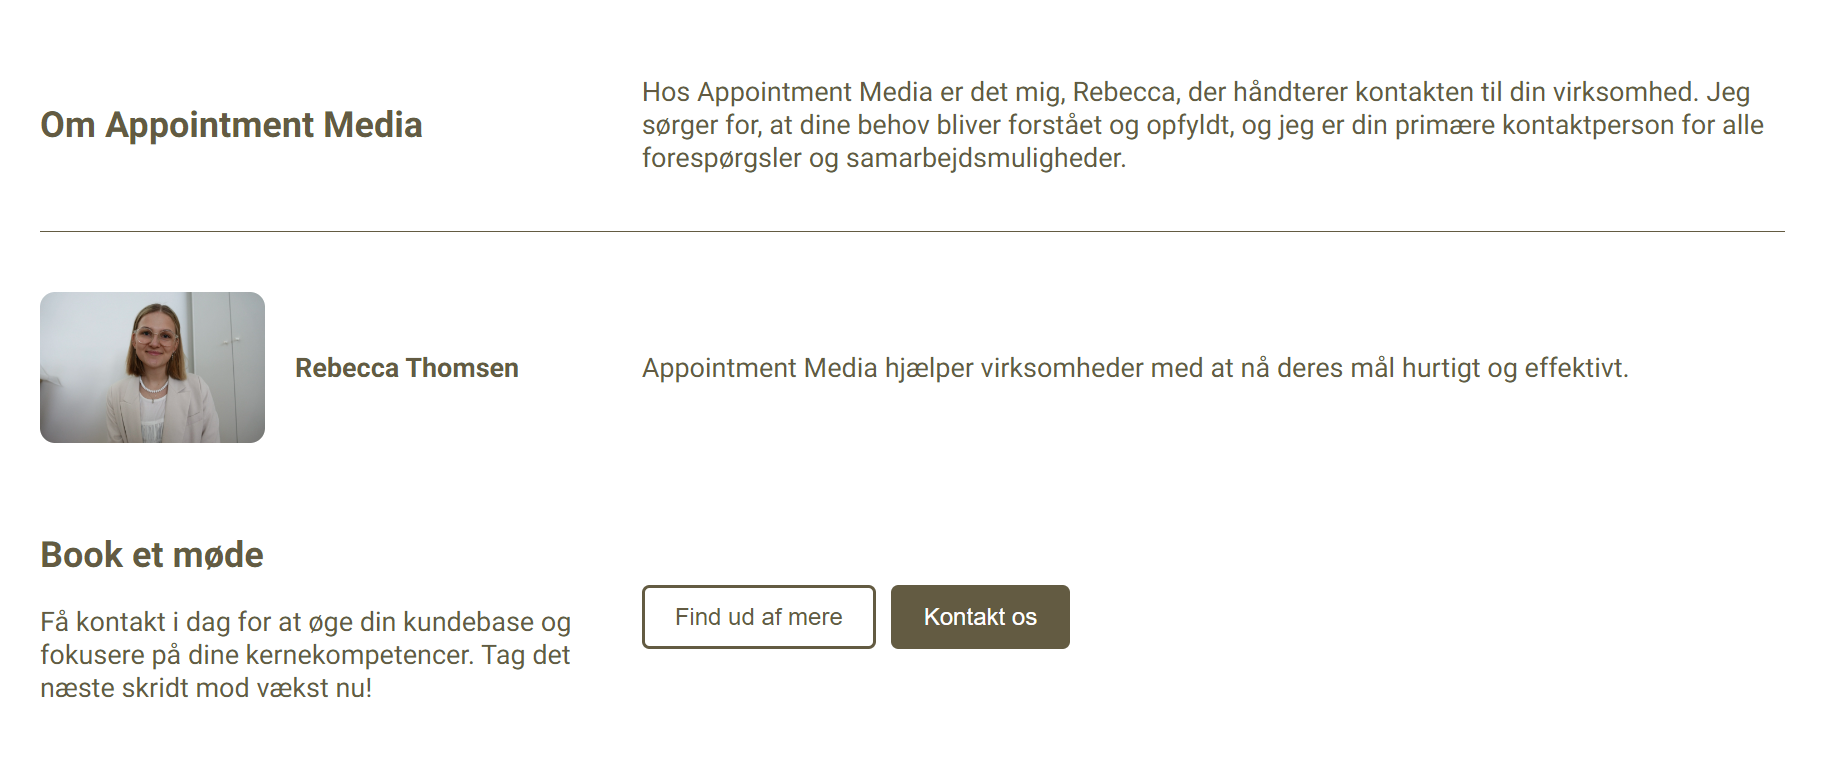 Om Appointment Media
Hos Appointment Media er det mig, Rebecca, der håndterer kontakten til din virksomhed. Jeg
sørger for, at dine behov bliver forstået og opfyldt, og jeg er din primære kontaktperson for alle
forespørgsler og samarbejdsmuligheder.
Rebecca Thomsen
Appointment Media hjælper virksomheder med at nå deres mål hurtigt og effektivt.
Book et møde
Få kontakt i dag for at øge din kundebase og
fokusere på dine kernekompetencer. Tag det
næste skridt mod vækst nu!
Find ud af mere
Kontakt os